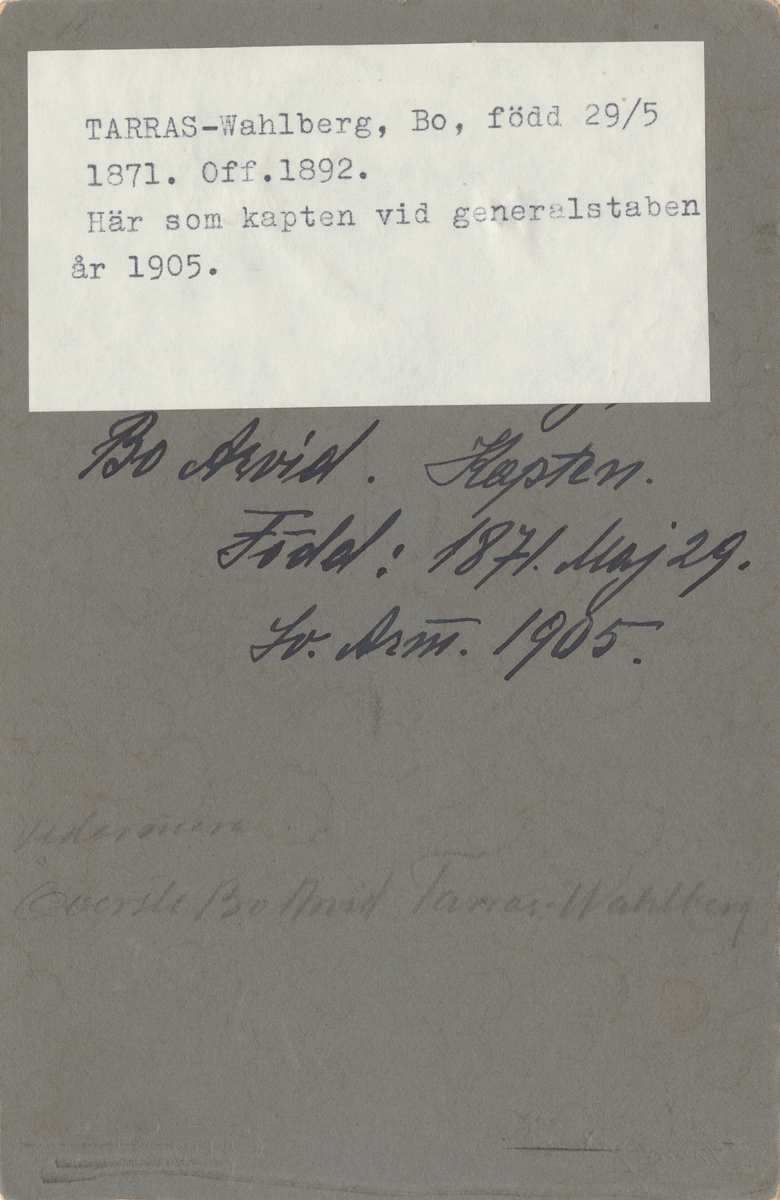 TARRAS-Wahlberg, Bo, född 29/5
1871. Off.1892.
Här som kapten vid generalstaben
år 1905.
Bo Arvid. Kapten.
Född: 1871. Maj 29.
Sv. Arm. 1905.
Överste Bo Arvid Tarras-Wahlberg